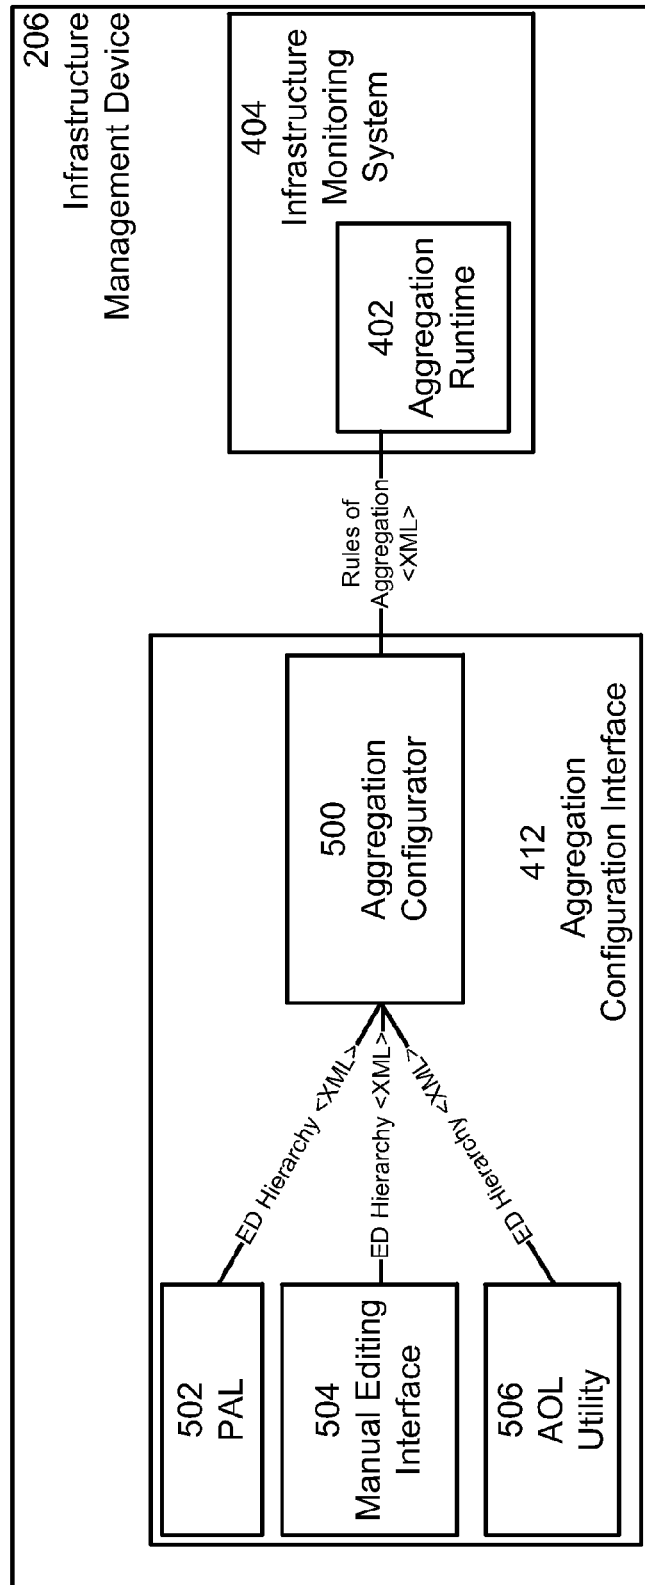 206
Infrastructure
Management Device
404
Infrastructure
Monitoring
System
402
Aggregation
Runtime
Rules of
Aggregation
<XML>
500
Aggregation
Configurator
412
Aggregation
Configuration Interface
ED Hierarchy <XML>
ED Hierarchy <XML>
ED Hierarchy <XML>
502
PAL
504
Manual Editing
Interface
506
AOL
Utility